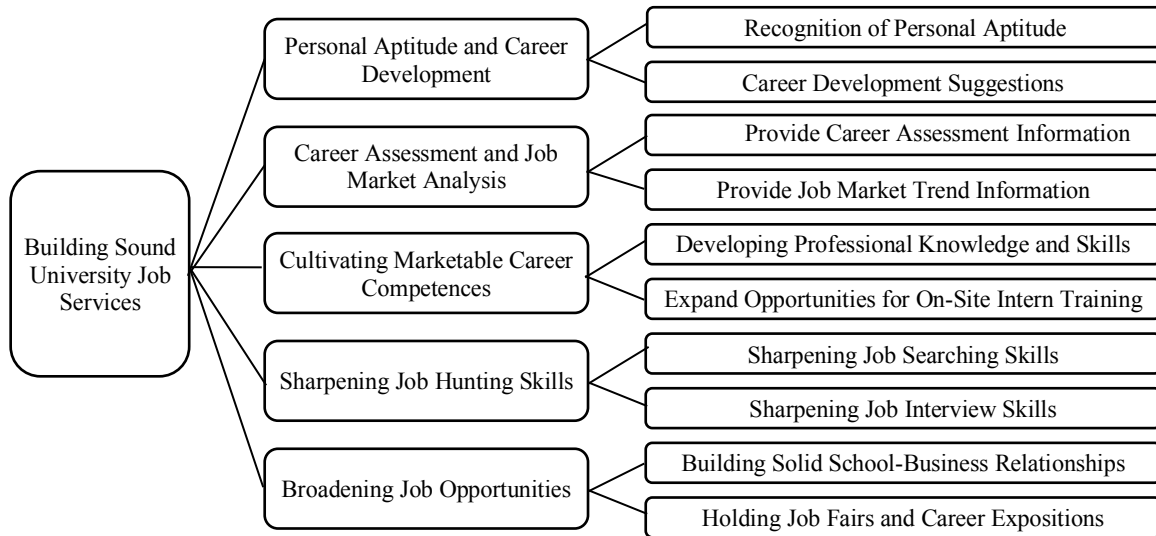 Building Sound
University Job
Services
Personal Aptitude and Career
Development
Recognition of Personal Aptitude
Career Development Suggestions
Career Assessment and Job
Market Analysis
Provide Career Assessment Information
Provide Job Market Trend Information
Cultivating Marketable Career
Competences
Developing Professional Knowledge and Skills
Expand Opportunities for On-Site Intern Training
Sharpening Job Hunting Skills
Sharpening Job Searching Skills
Sharpening Job Interview Skills
Broadening Job Opportunities
Building Solid School-Business Relationships
Holding Job Fairs and Career Expositions